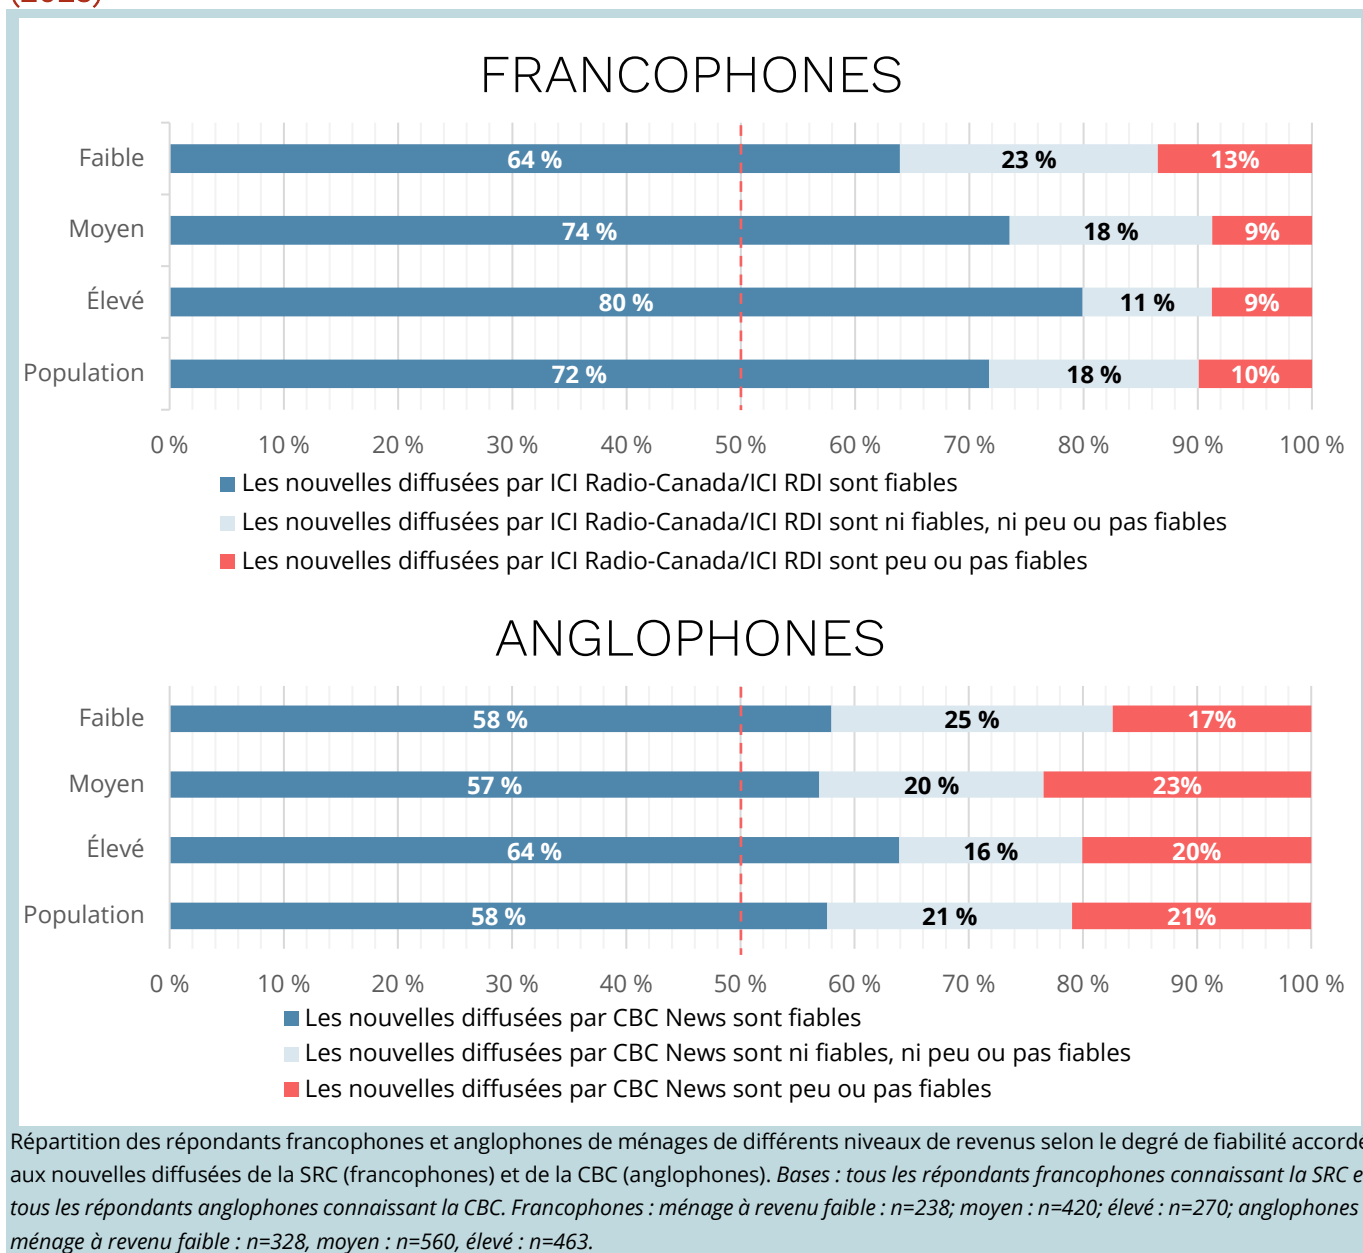 FRANCOPHONES
Faible 64 % 23 % 13%
Moyen 74 % 18 % 9%
Élevé 80 % 11 % 9%
Population 72 % 18 % 10%
0 % 10 % 20 % 30 % 40 % 50 % 60 % 70 % 80 % 90 % 100 %
Les nouvelles diffusées par ICI Radio-Canada/ICI RDI sont fiables
Les nouvelles diffusées par ICI Radio-Canada/ICI RDI sont ni fiables, ni peu ou pas fiables
Les nouvelles diffusées par ICI Radio-Canada/ICI RDI sont peu ou pas fiables
ANGLOPHONES
Faible 58 % 25 % 17%
Moyen 57 % 20 % 23%
Élevé 64 % 16 % 20%
Population 58 % 21 % 21%
0 % 10 % 20 % 30 % 40 % 50 % 60 % 70 % 80 % 90 % 100 %
Les nouvelles diffusées par CBC News sont fiables
Les nouvelles diffusées par CBC News sont ni fiables, ni peu ou pas fiables
Les nouvelles diffusées par CBC News sont peu ou pas fiables
Répartition des répondants francophones et anglophones de ménages de différents niveaux de revenus selon le degré de fiabilité accordé
aux nouvelles diffusées de la SRC (francophones) et de la CBC (anglophones). Bases : tous les répondants francophones connaissant la SRC e
tous les répondants anglophones connaissant la CBC. Francophones : ménage à revenu faible : n=238; moyen : n=420; élevé : n=270; anglophones
ménage à revenu faible : n=328, moyen : n=560, élevé : n=463.